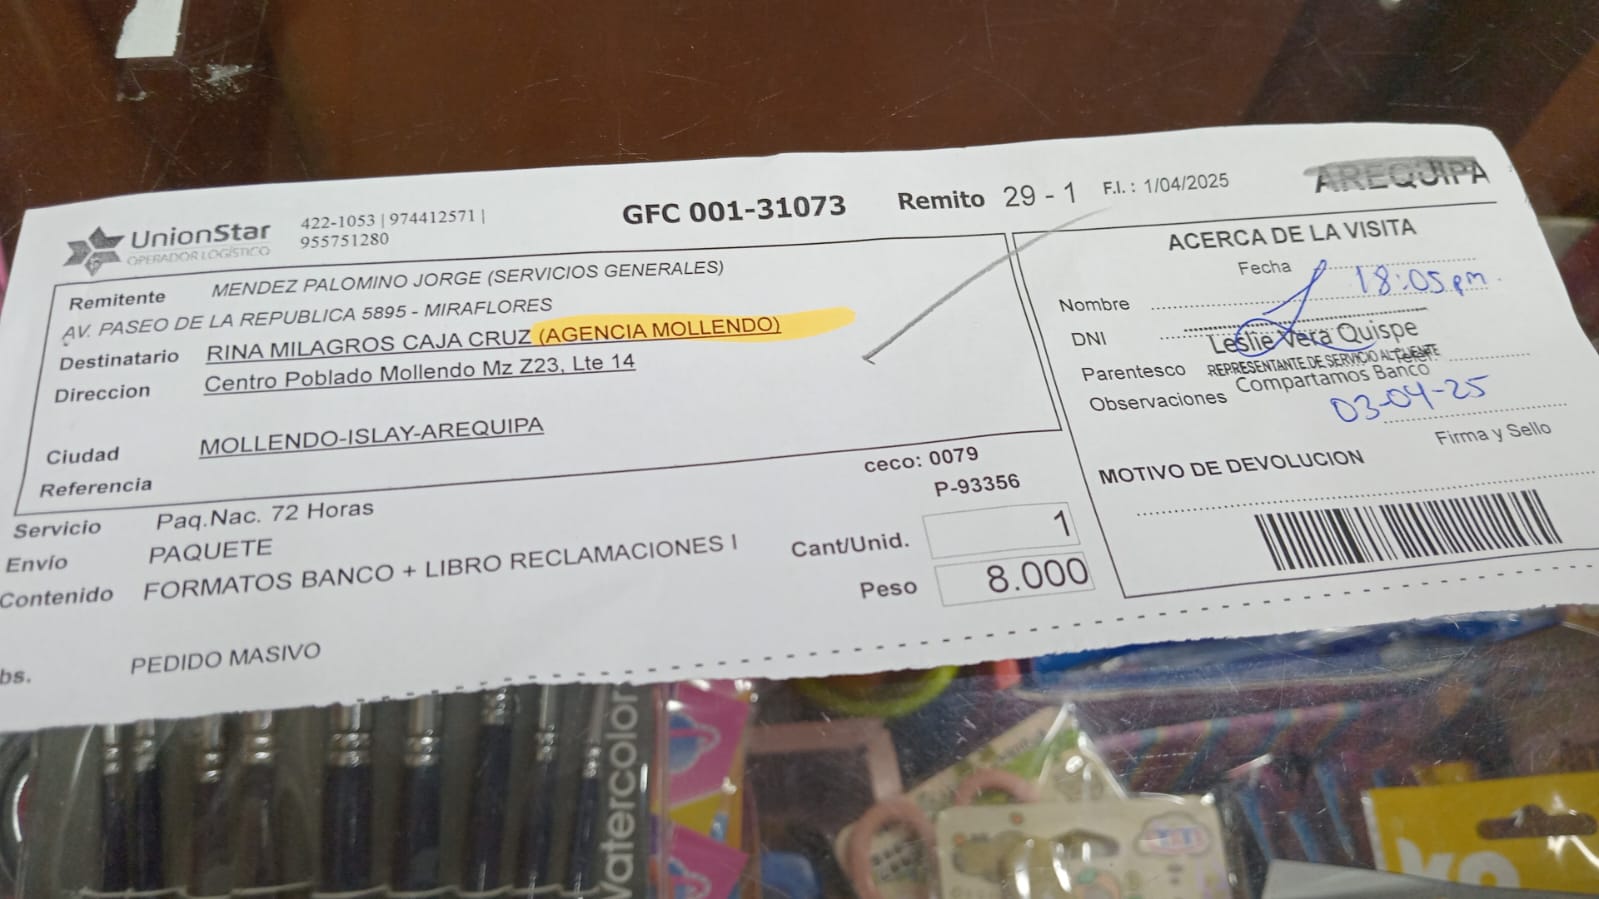 UnionStar
OPERADOR LOGÍSTICO
422-1053 | 974412571 |
955751280
GFC 001-31073
Remito 29 - 1
F.I. : 1/04/2025
AREQUIPA
Remitente MENDEZ PALOMINO JORGE (SERVICIOS GENERALES)
AV. PASEO DE LA REPUBLICA 5895 - MIRAFLORES
Destinatario RINA MILAGROS CAJA CRUZ (AGENCIA MOLLENDO)
Direccion Centro Poblado Mollendo Mz Z23, Lte 14
Ciudad MOLLENDO-ISLAY-AREQUIPA
Referencia
ACERCA DE LA VISITA
Fecha
18:05 pm
Nombre
DNI
Leslie Vera Quispe
Parentesco
REPRESENTANTE DE SERVICIO AL CLIENTE
Compartamos Banco
Observaciones
03-04-25
Firma y Sello
MOTIVO DE DEVOLUCION
Servicio Paq.Nac. 72 Horas
Envío PAQUETE
Contenido FORMATOS BANCO + LIBRO RECLAMACIONES I
ceco: 0079
P-93356
Cant/Unid. 1
Peso 8.000
bs. PEDIDO MASIVO
Watercolor